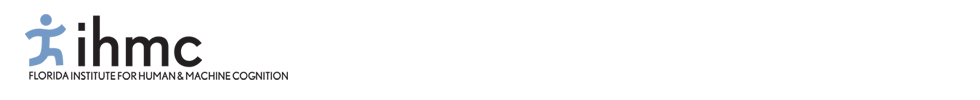 ihmc
FLORIDA INSTITUTE FOR HUMAN & MACHINE COGNITION